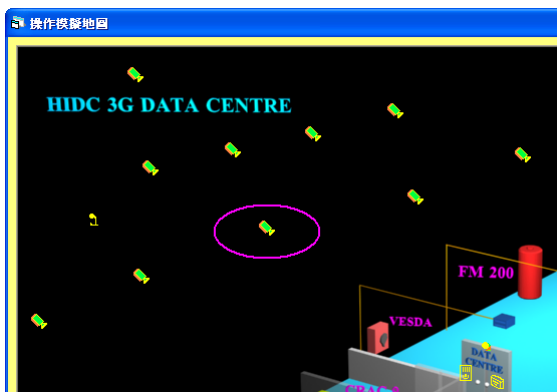 操作模擬地圖
HIDC 3G DATA CENTRE
FM 200
VESDA
DATA
CENTRE